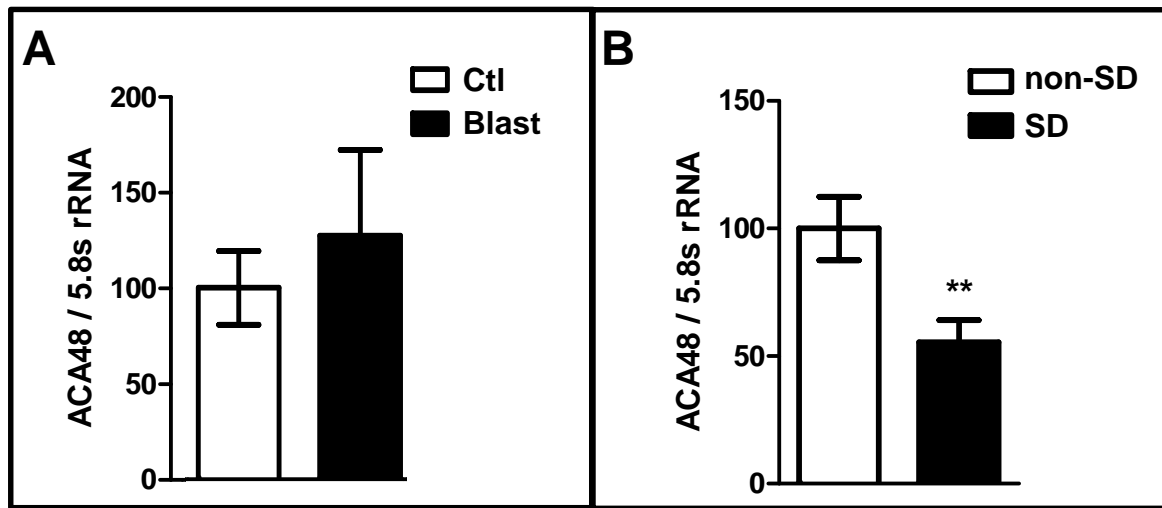 A
Ctl
Blast
ACA48 / 5.8s rRNA
200
150
100
50
0
B
non-SD
SD
ACA48 / 5.8s rRNA
150
100
50
0
**